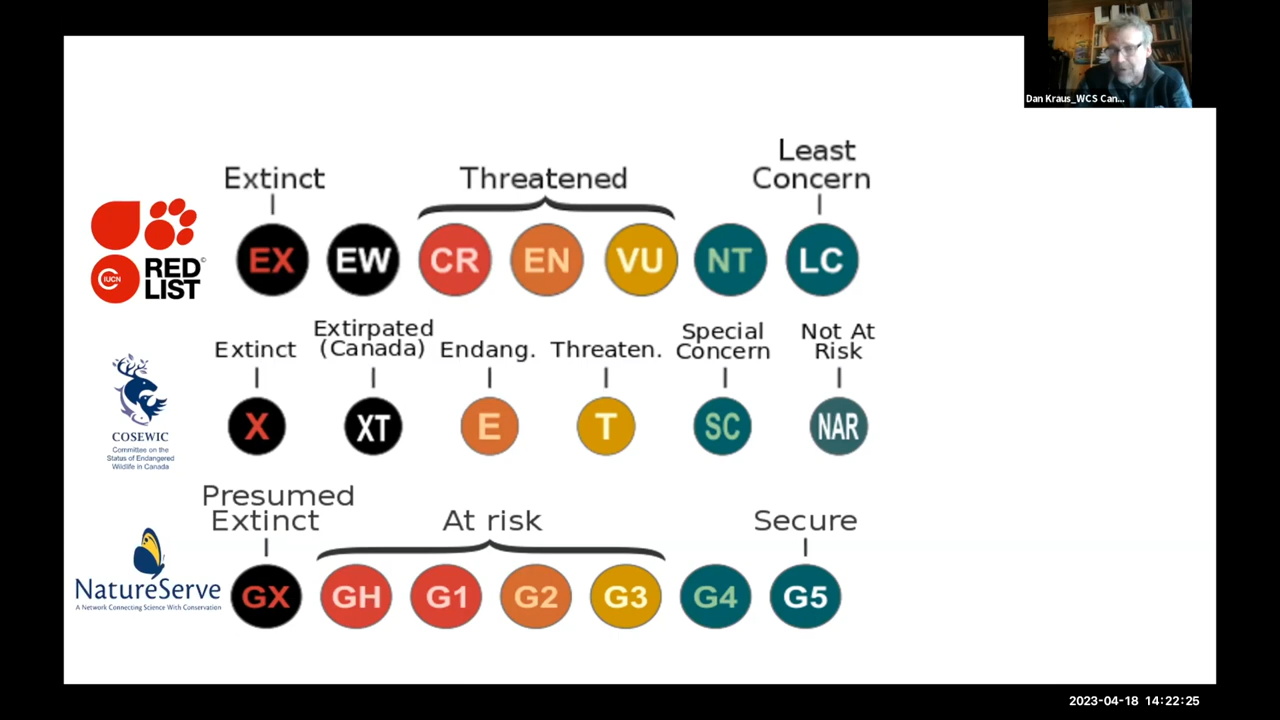 Dan Kraus_WCS Can...
Least
Concern
Extinct
Threatened
IUCN
RED
LIST
©
EX
EW
CR
EN
VU
NT
LC
Extinct
Extirpated
(Canada)
Endang.
Threaten.
Special
Concern
Not At
Risk
COSEWIC
Committee on the
Status of Endangered
Wildlife in Canada
X
XT
E
T
SC
NAR
Presumed
Extinct
At risk
Secure
NatureServe
A Network Connecting Science With Conservation
GX
GH
G1
G2
G3
G4
G5
2023-04-18 14:22:25